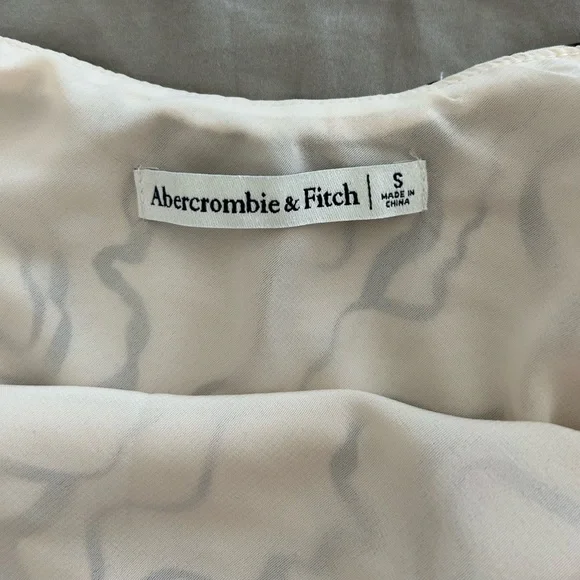 Abercrombie & Fitch
S
MADE IN
CHINA